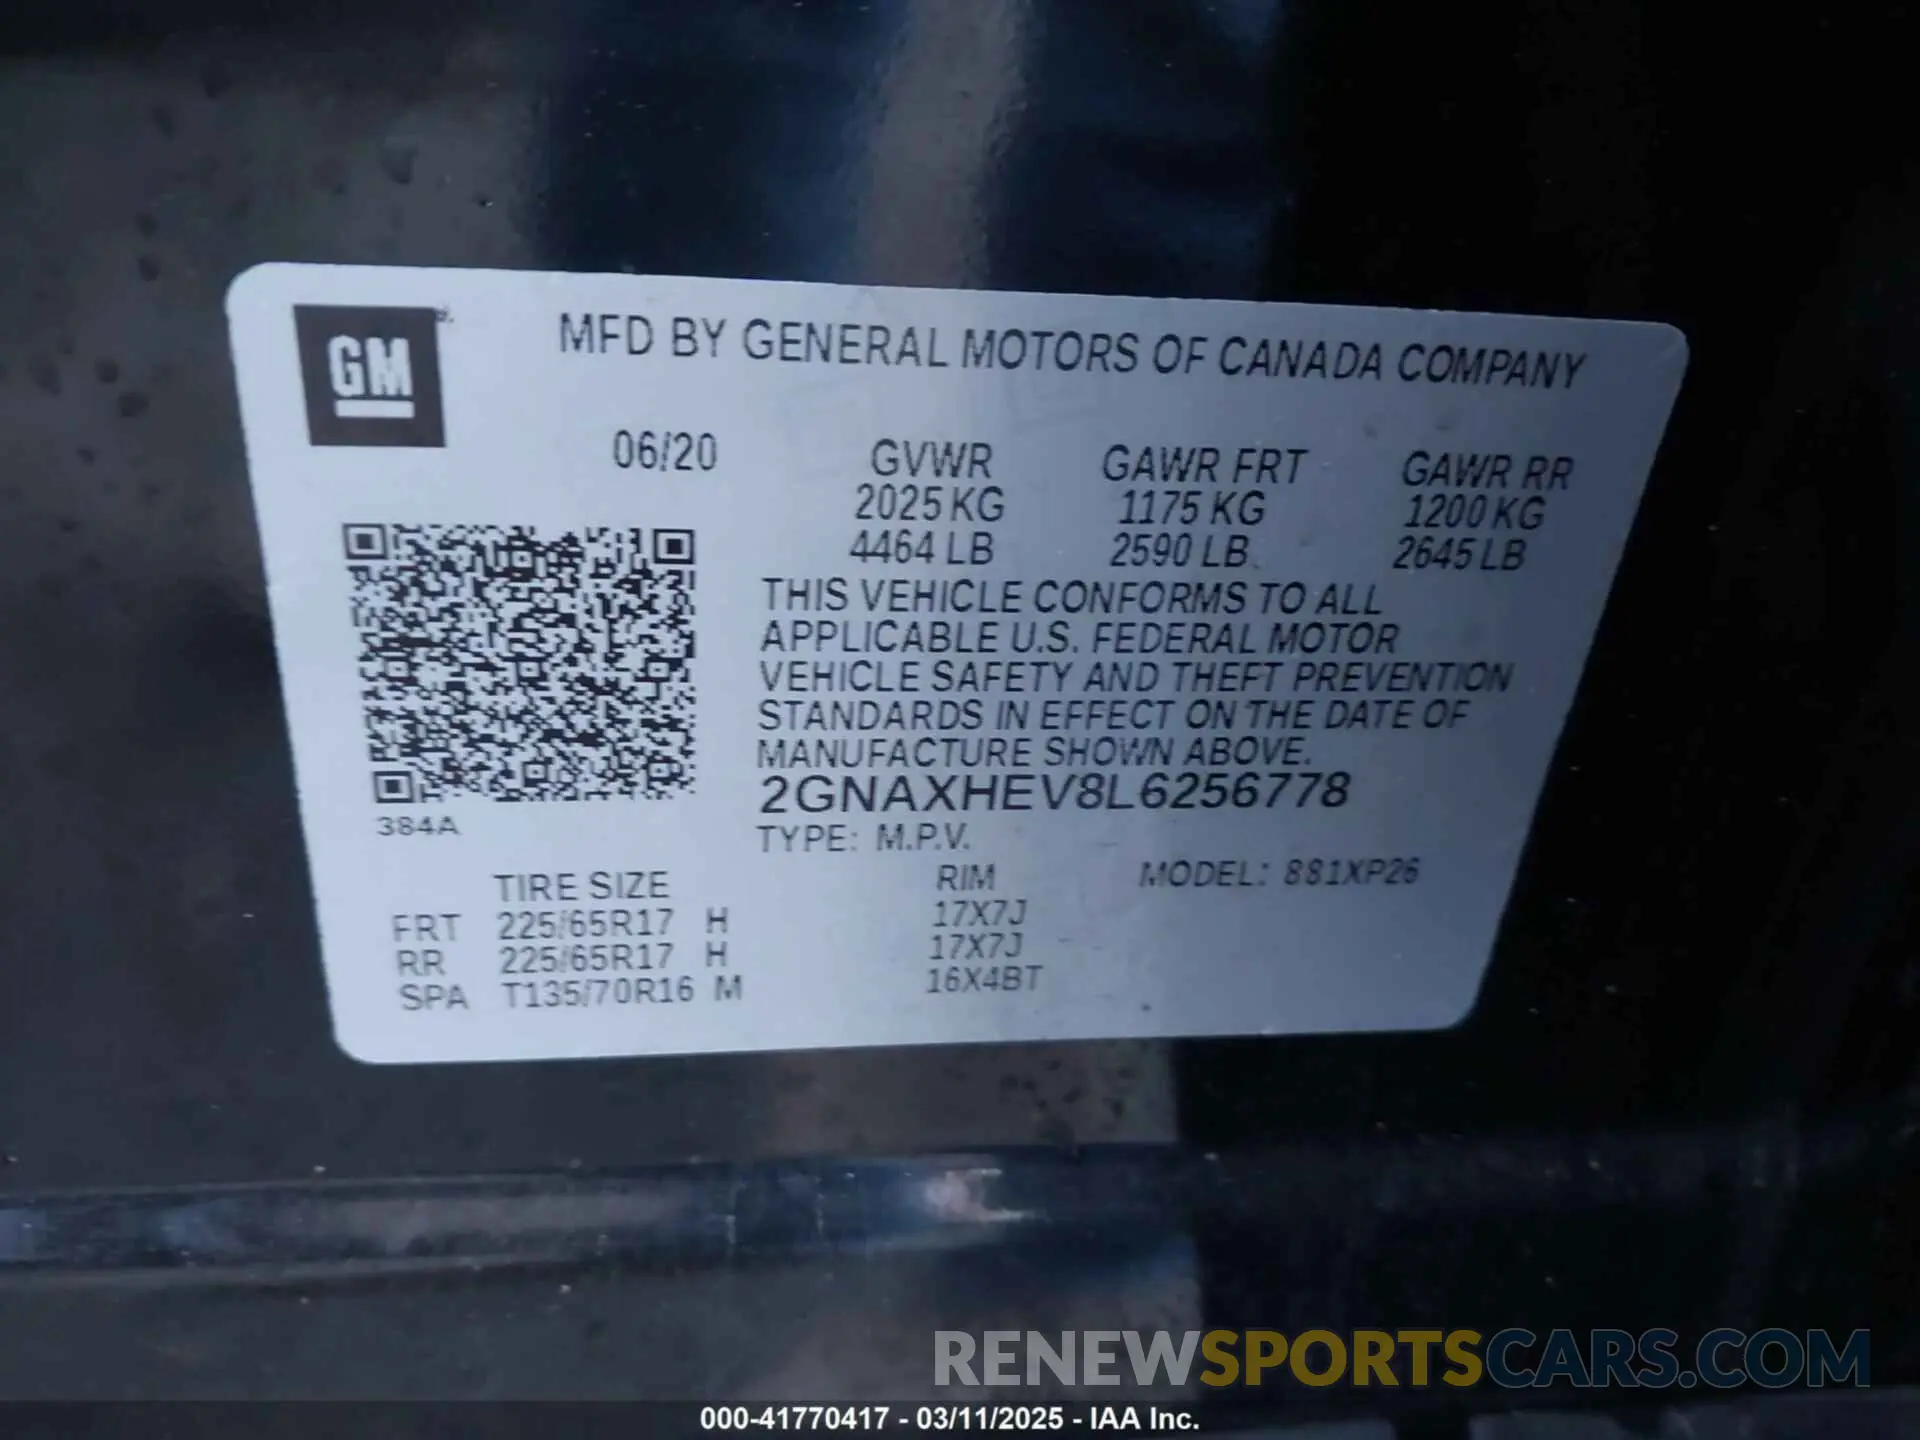 GM
MFD BY GENERAL MOTORS OF CANADA COMPANY
06/20 GVWR GAWR FRT GAWR RR
2025 KG 1175 KG 1200 KG
4464 LB 2590 LB 2645 LB
THIS VEHICLE CONFORMS TO ALL
APPLICABLE U.S. FEDERAL MOTOR
VEHICLE SAFETY AND THEFT PREVENTION
STANDARDS IN EFFECT ON THE DATE OF
MANUFACTURE SHOWN ABOVE.
2GNAXHEV8L6256778
384A
TYPE: M.P.V.
TIRE SIZE RIM MODEL: 881XP26
FRT 225/65R17 H 17X7J
RR 225/65R17 H 17X7J
SPA T135/70R16 M 16X4BT
RENEWSPORTSCARS.COM
000-41770417 - 03/11/2025 - IAA Inc.